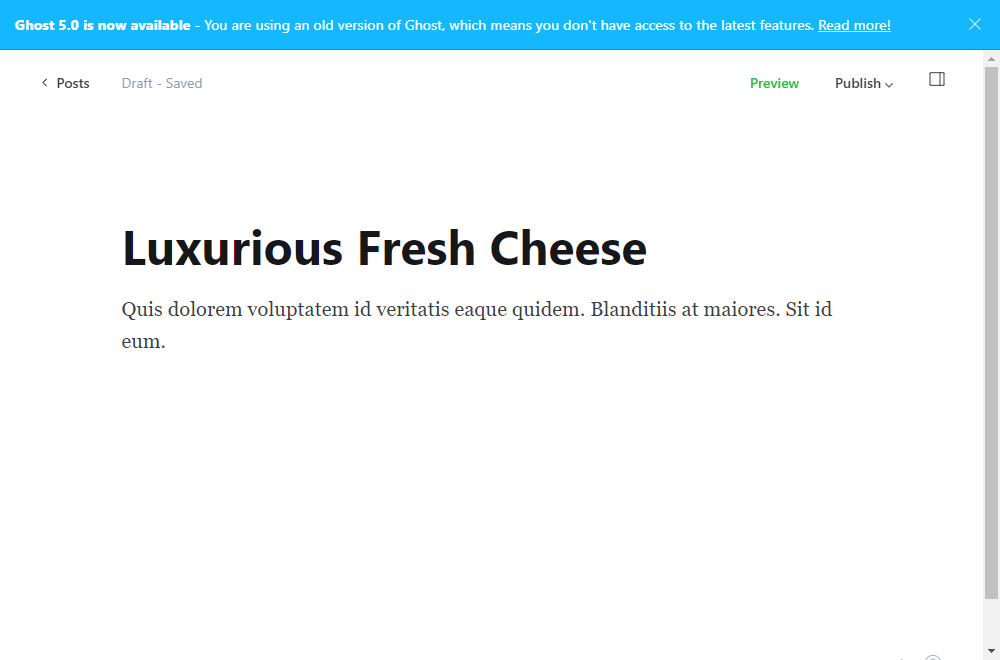 Ghost 5.0 is now available - You are using an old version of Ghost, which means you don't have access to the latest features. Read more!
Posts Draft - Saved Preview Publish
Luxurious Fresh Cheese
Quis dolorem voluptatem id veritatis eaque quidem. Blanditiis at maiores. Sit id
eum.